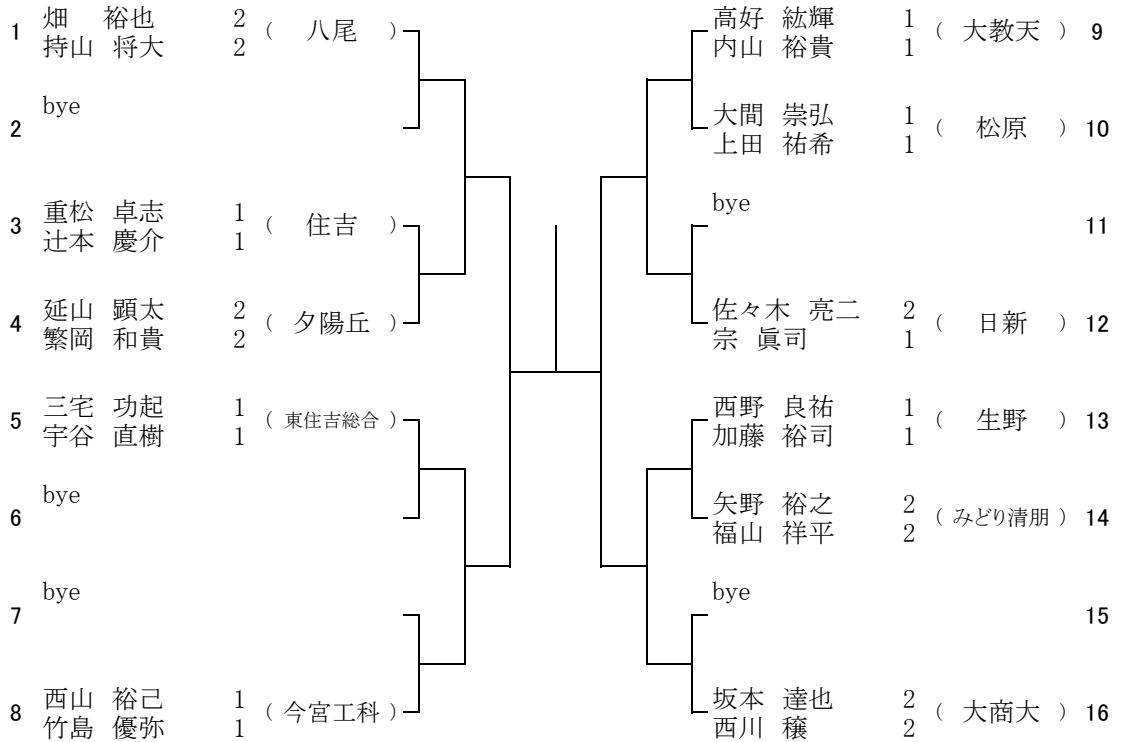 1 畑 裕也 2 ( 八尾 )
持山 将大 2
2 bye
3 重松 卓志 1 ( 住吉 )
辻本 慶介 1
4 延山 顕太 2 ( 夕陽丘 )
繁岡 和貴 2
5 三宅 功起 1 ( 東住吉総合 )
宇谷 直樹 1
6 bye
7 bye
8 西山 裕己 1 ( 今宮工科 )
竹島 優弥 1
高好 紘輝 1 ( 大教天 ) 9
内山 裕貴 1
大間 崇弘 1 ( 松原 ) 10
上田 祐希 1
bye 11
佐々木 亮二 2 ( 日新 ) 12
宗 眞司 1
西野 良祐 1 ( 生野 ) 13
加藤 裕司 1
矢野 裕之 2 ( みどり清朋 ) 14
福山 祥平 2
bye 15
坂本 達也 2 ( 大商大 ) 16
西川 穣 2